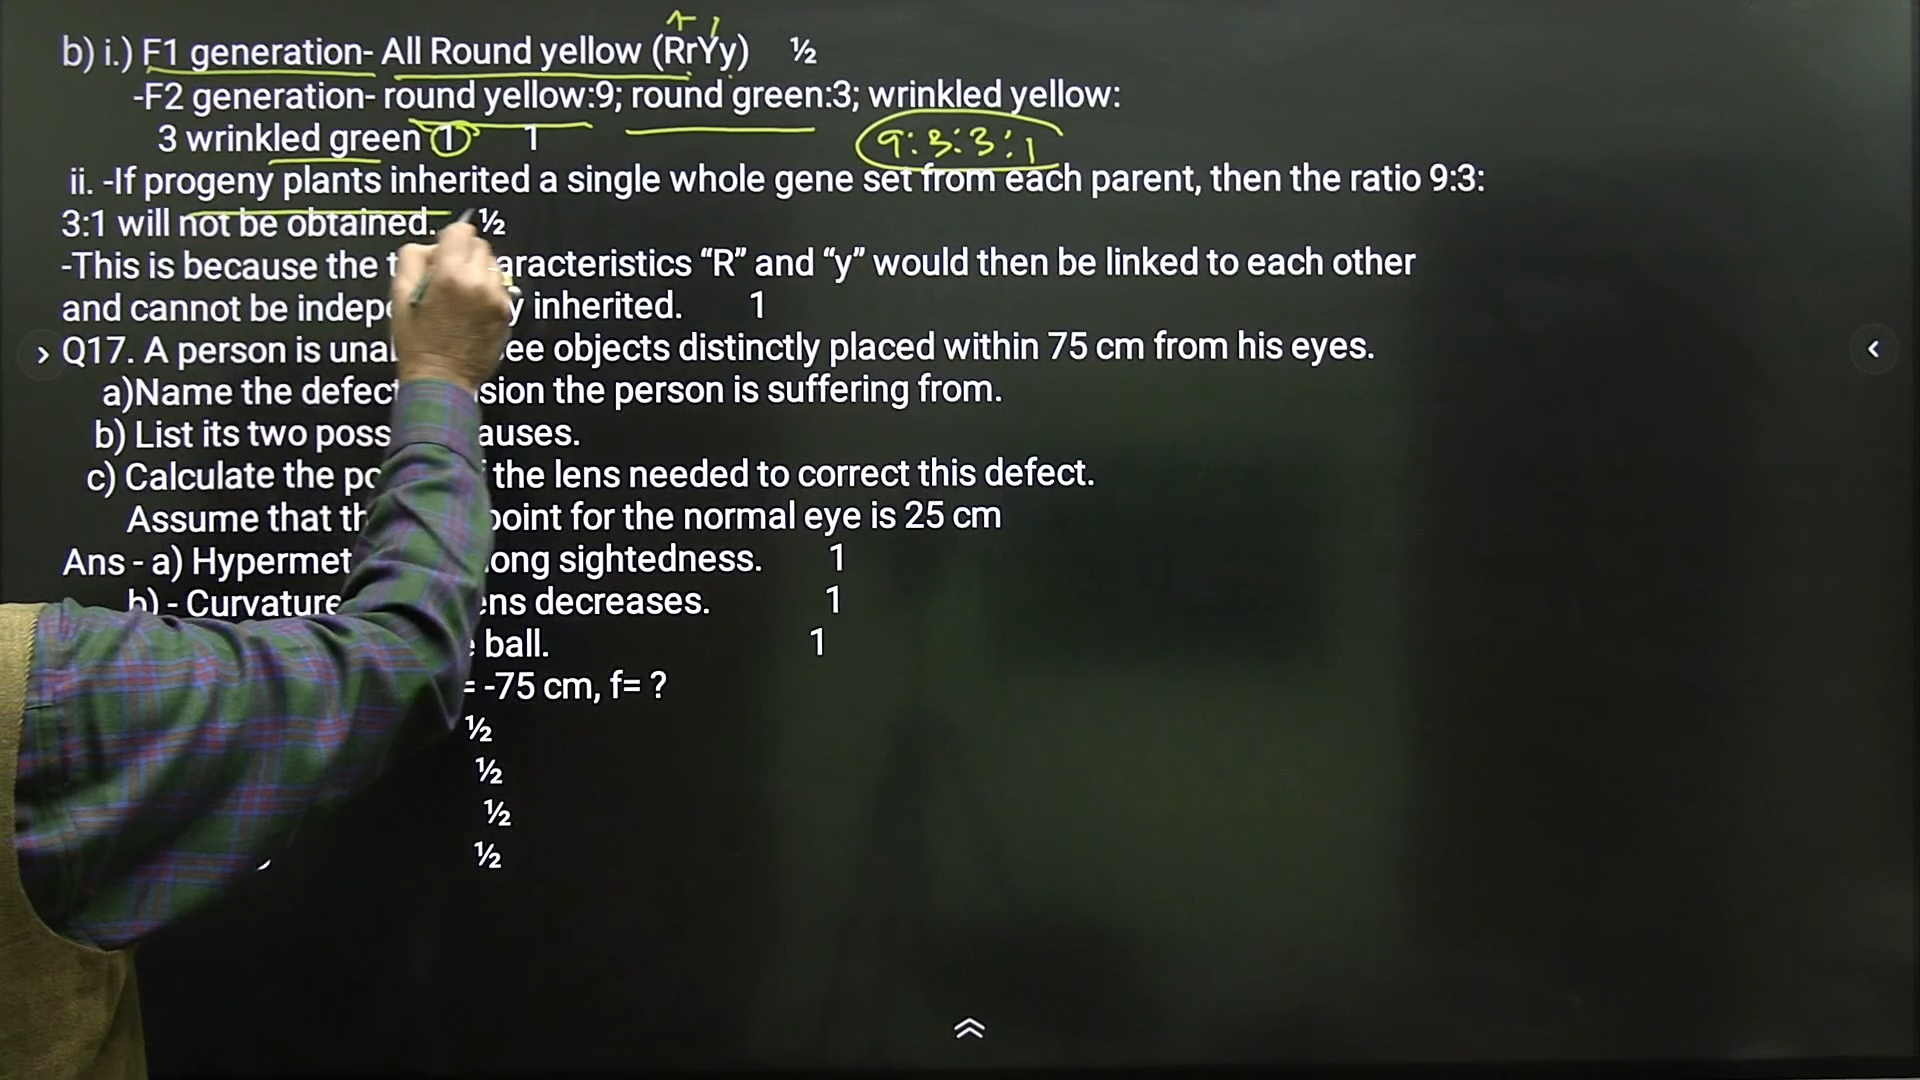 b) i.) F1 generation- All Round yellow (RrYy) ½
-F2 generation- round yellow:9; round green:3; wrinkled yellow:
3 wrinkled green 1 1
9:3:3:1
ii. -If progeny plants inherited a single whole gene set from each parent, then the ratio 9:3:
3:1 will not be obtained. ½
-This is because the aracteristics “R” and “y” would then be linked to each other
and cannot be indep y inherited. 1
Q17. A person is una ee objects distinctly placed within 75 cm from his eyes.
a)Name the defect sion the person is suffering from.
b) List its two poss auses.
c) Calculate the po the lens needed to correct this defect.
Assume that th point for the normal eye is 25 cm
Ans - a) Hypermet ong sightedness. 1
b) - Curvature ens decreases. 1
ball. 1
= -75 cm, f= ?
½
½
½
½